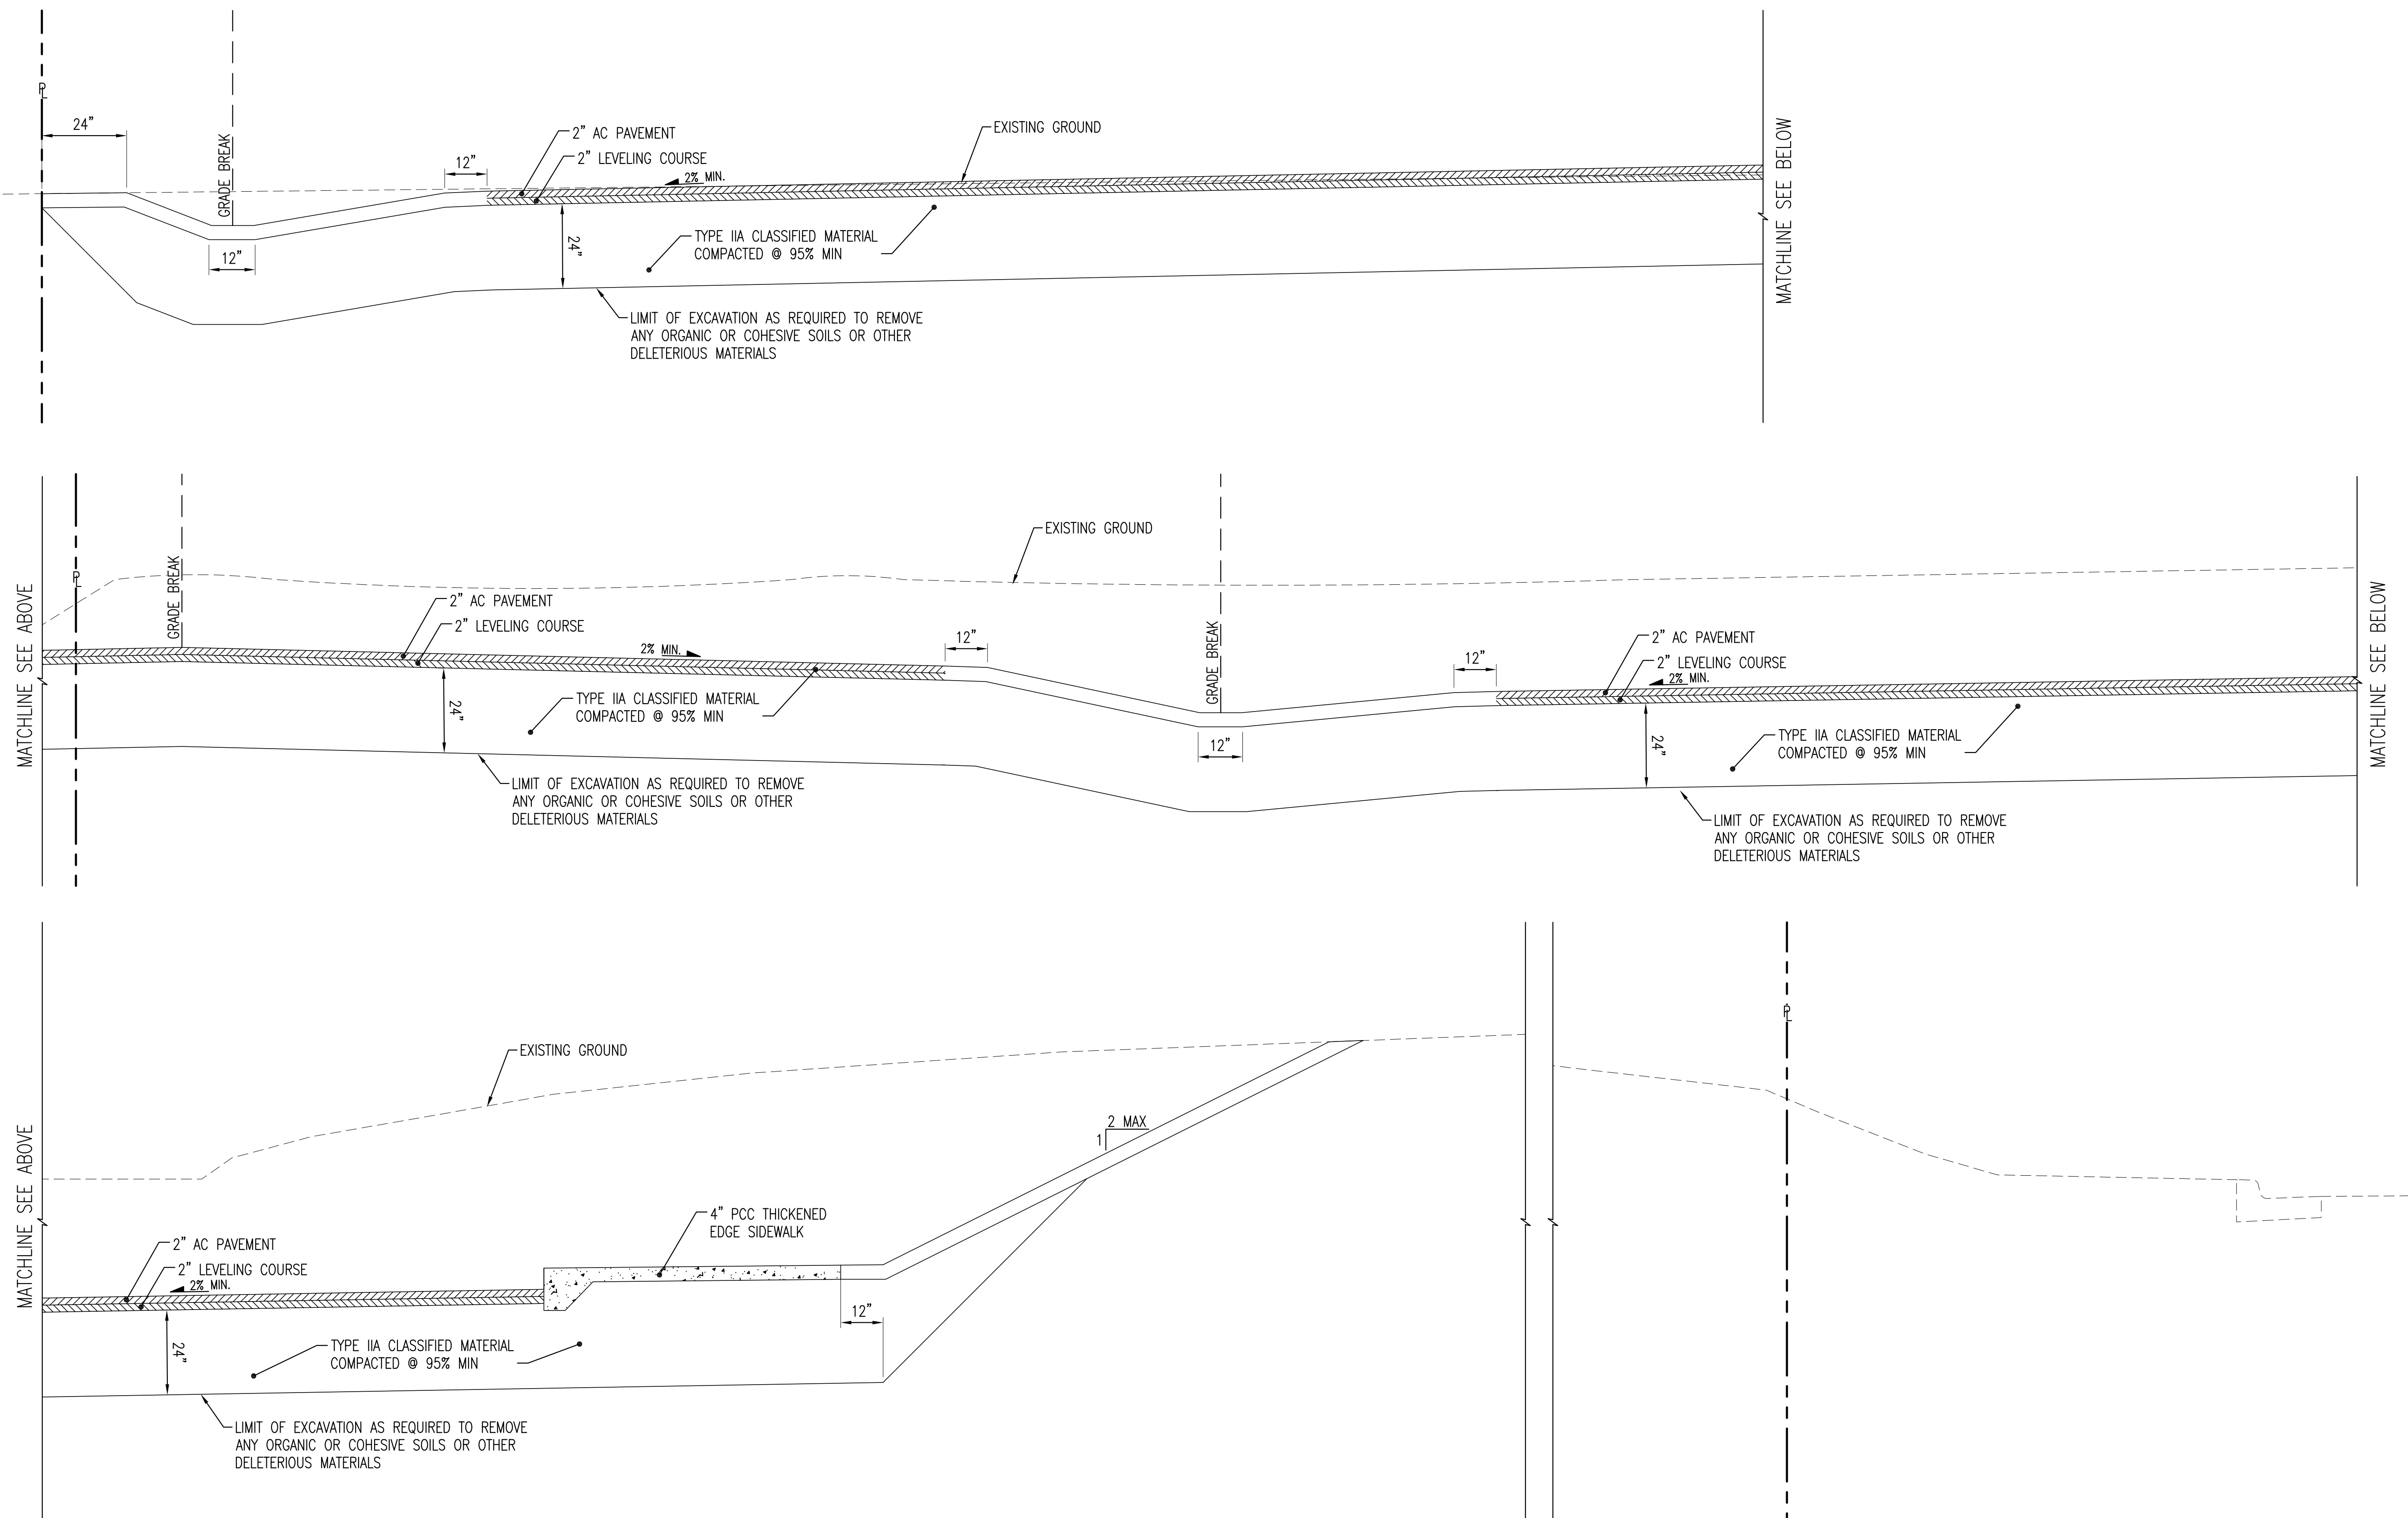 PL
24"
GRADE BREAK
12"
12"
2" AC PAVEMENT
2" LEVELING COURSE
2% MIN.
EXISTING GROUND
24"
TYPE IIA CLASSIFIED MATERIAL
COMPACTED @ 95% MIN
LIMIT OF EXCAVATION AS REQUIRED TO REMOVE
ANY ORGANIC OR COHESIVE SOILS OR OTHER
DELETERIOUS MATERIALS
MATCHLINE SEE BELOW
MATCHLINE SEE ABOVE
PL
GRADE BREAK
2" AC PAVEMENT
2" LEVELING COURSE
2% MIN.
EXISTING GROUND
24"
TYPE IIA CLASSIFIED MATERIAL
COMPACTED @ 95% MIN
LIMIT OF EXCAVATION AS REQUIRED TO REMOVE
ANY ORGANIC OR COHESIVE SOILS OR OTHER
DELETERIOUS MATERIALS
12"
GRADE BREAK
12"
12"
2" AC PAVEMENT
2" LEVELING COURSE
2% MIN.
24"
TYPE IIA CLASSIFIED MATERIAL
COMPACTED @ 95% MIN
LIMIT OF EXCAVATION AS REQUIRED TO REMOVE
ANY ORGANIC OR COHESIVE SOILS OR OTHER
DELETERIOUS MATERIALS
MATCHLINE SEE BELOW
MATCHLINE SEE ABOVE
EXISTING GROUND
2" AC PAVEMENT
2" LEVELING COURSE
2% MIN.
24"
TYPE IIA CLASSIFIED MATERIAL
COMPACTED @ 95% MIN
LIMIT OF EXCAVATION AS REQUIRED TO REMOVE
ANY ORGANIC OR COHESIVE SOILS OR OTHER
DELETERIOUS MATERIALS
4" PCC THICKENED
EDGE SIDEWALK
12"
2 MAX
1
PL